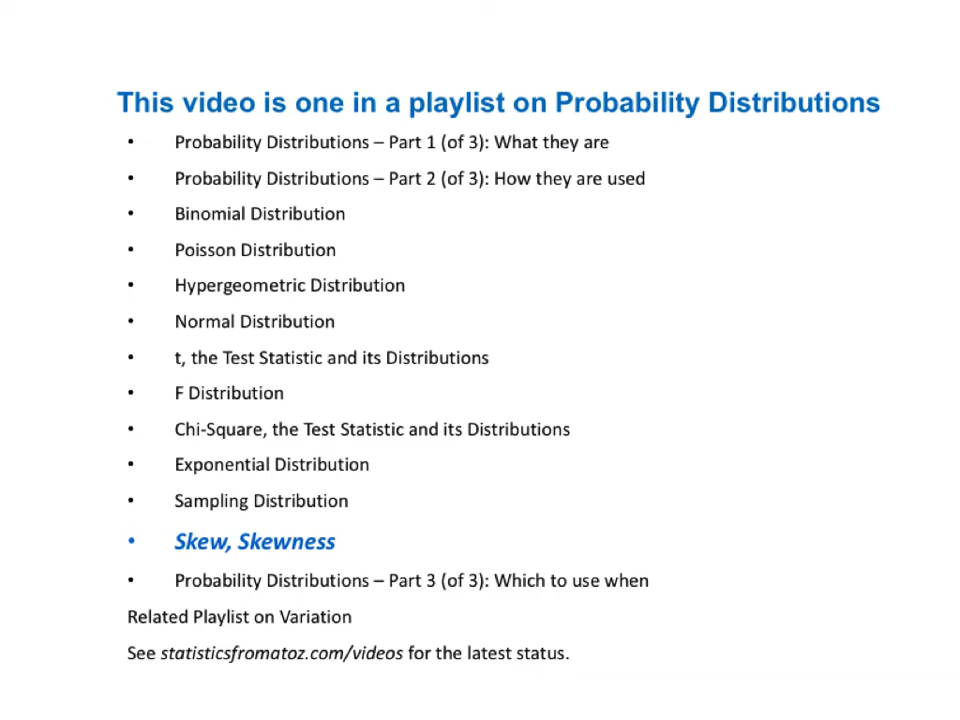 This video is one in a playlist on Probability Distributions
• Probability Distributions – Part 1 (of 3): What they are
• Probability Distributions – Part 2 (of 3): How they are used
• Binomial Distribution
• Poisson Distribution
• Hypergeometric Distribution
• Normal Distribution
• t, the Test Statistic and its Distributions
• F Distribution
• Chi-Square, the Test Statistic and its Distributions
• Exponential Distribution
• Sampling Distribution
• Skew, Skewness
• Probability Distributions – Part 3 (of 3): Which to use when
Related Playlist on Variation
See statisticsfromatoz.com/videos for the latest status.